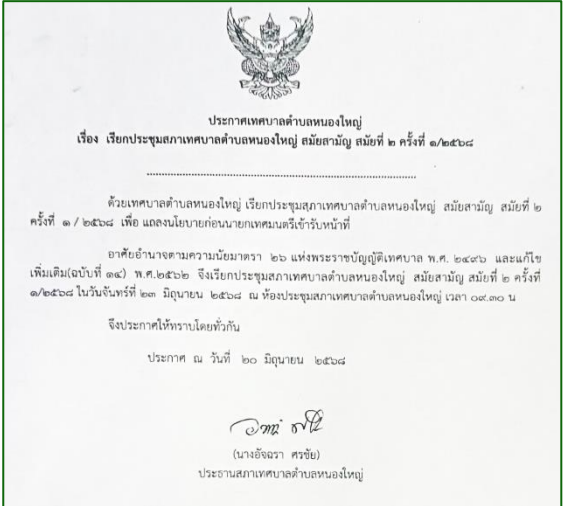 ประกาศเทศบาลตำบลหนองใหญ่
เรื่อง เรียกประชุมสภาเทศบาลตำบลหนองใหญ่ สมัยสามัญ สมัยที่ ๒ ครั้งที่ ๑/๒๕๖๘
................................................................................
ด้วยเทศบาลตำบลหนองใหญ่ เรียกประชุมสภาเทศบาลตำบลหนองใหญ่ สมัยสามัญ สมัยที่ ๒
ครั้งที่ ๑ / ๒๕๖๘ เพื่อ แถลงนโยบายก่อนนายกเทศมนตรีเข้ารับหน้าที่
อาศัยอำนาจตามความนัยมาตรา ๒๖ แห่งพระราชบัญญัติเทศบาล พ.ศ. ๒๔๙๖ และแก้ไข
เพิ่มเติม(ฉบับที่ ๑๔) พ.ศ.๒๕๖๒ จึงเรียกประชุมสภาเทศบาลตำบลหนองใหญ่ สมัยสามัญ สมัยที่ ๒ ครั้งที่
๑/๒๕๖๘ ในวันจันทร์ที่ ๒๓ มิถุนายน ๒๕๖๘ ณ ห้องประชุมสภาเทศบาลตำบลหนองใหญ่ เวลา ๐๙.๓๐ น
จึงประกาศให้ทราบโดยทั่วกัน
ประกาศ ณ วันที่ ๒๐ มิถุนายน ๒๕๖๘
(นางอัจฉรา ศรชัย)
ประธานสภาเทศบาลตำบลหนองใหญ่